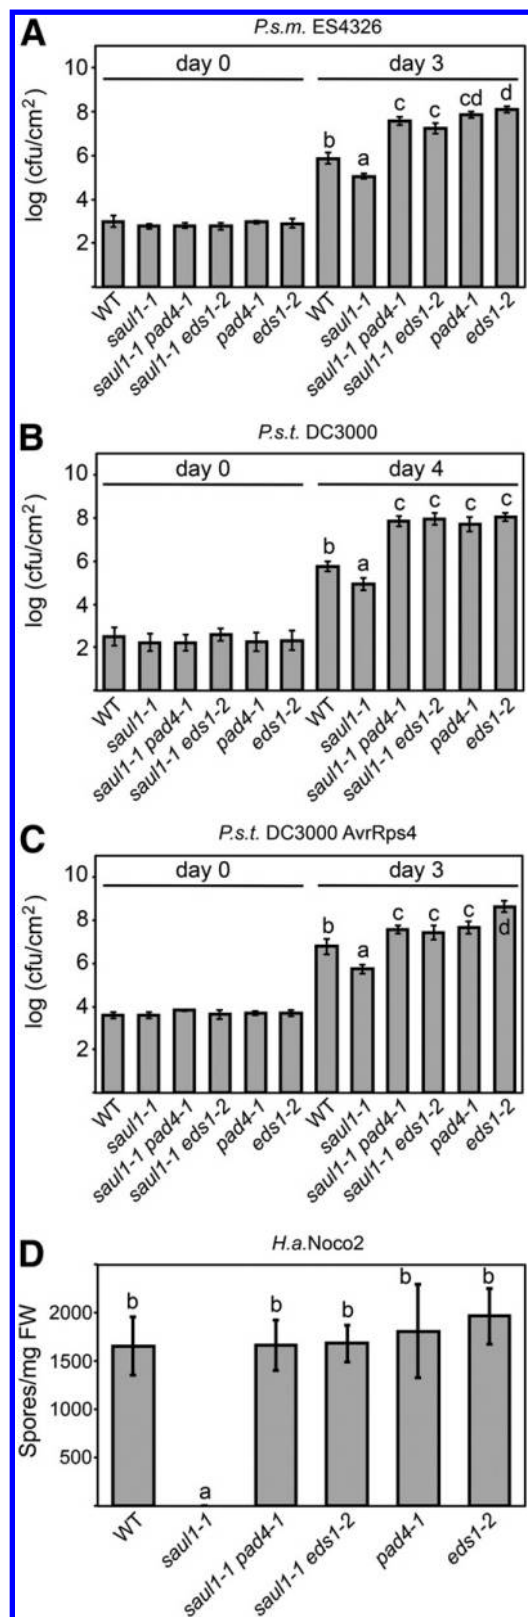 A
P.s.m. ES4326
day 0
day 3
log (cfu/cm²)
10
8
6
4
2
b
a
c
c
cd
d
WT
saul1-1
saul1-1 pad4-1
saul1-1 eds1-2
pad4-1
eds1-2
WT
saul1-1
saul1-1 pad4-1
saul1-1 eds1-2
pad4-1
eds1-2
B
P.s.t. DC3000
day 0
day 4
log (cfu/cm²)
10
8
6
4
2
b
a
c
c
c
c
WT
saul1-1
saul1-1 pad4-1
saul1-1 eds1-2
pad4-1
eds1-2
WT
saul1-1
saul1-1 pad4-1
saul1-1 eds1-2
pad4-1
eds1-2
C
P.s.t. DC3000 AvrRps4
day 0
day 3
log (cfu/cm²)
10
8
6
4
2
b
a
c
c
c
d
WT
saul1-1
saul1-1 pad4-1
saul1-1 eds1-2
pad4-1
eds1-2
WT
saul1-1
saul1-1 pad4-1
saul1-1 eds1-2
pad4-1
eds1-2
D
H.a.Noco2
Spores/mg FW
2000
1500
1000
500
b
a
b
b
b
b
WT
saul1-1
saul1-1 pad4-1
saul1-1 eds1-2
pad4-1
eds1-2